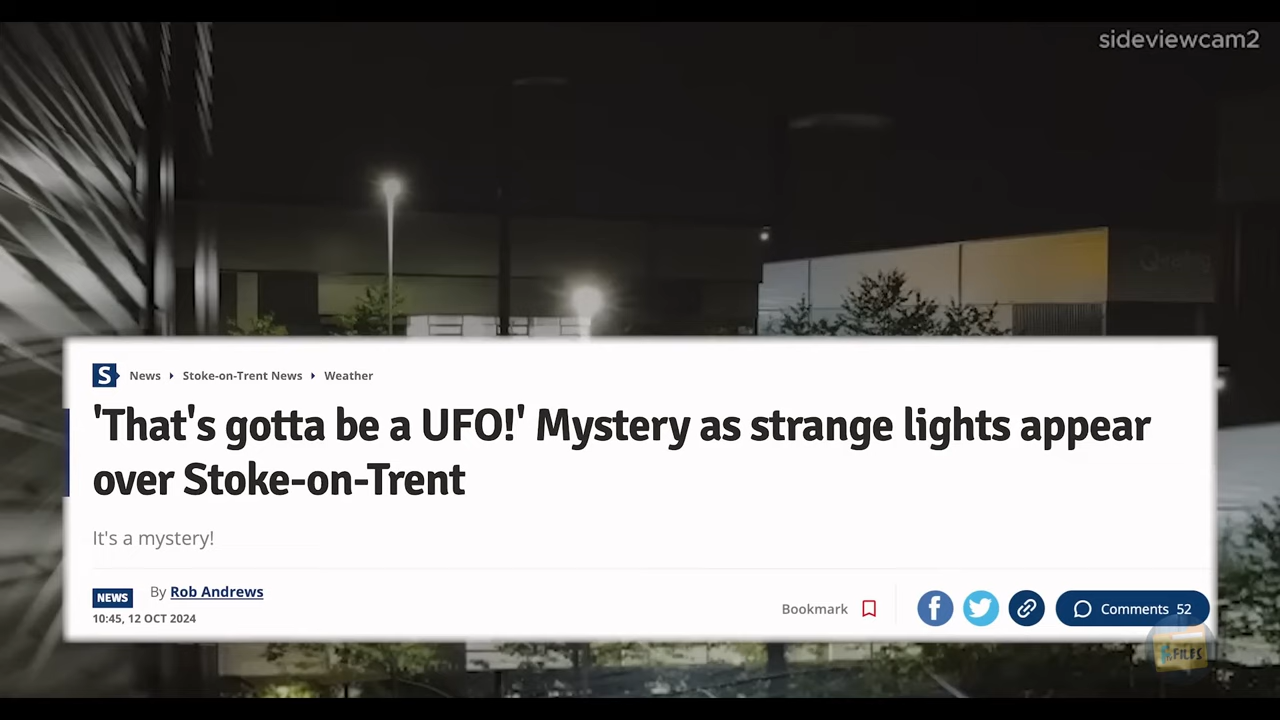 sideviewcam2
S News Stoke-on-Trent News Weather
'That's gotta be a UFO!' Mystery as strange lights appear
over Stoke-on-Trent
It's a mystery!
NEWS By Rob Andrews
10:45, 12 OCT 2024
Bookmark
Comments 52
FILES